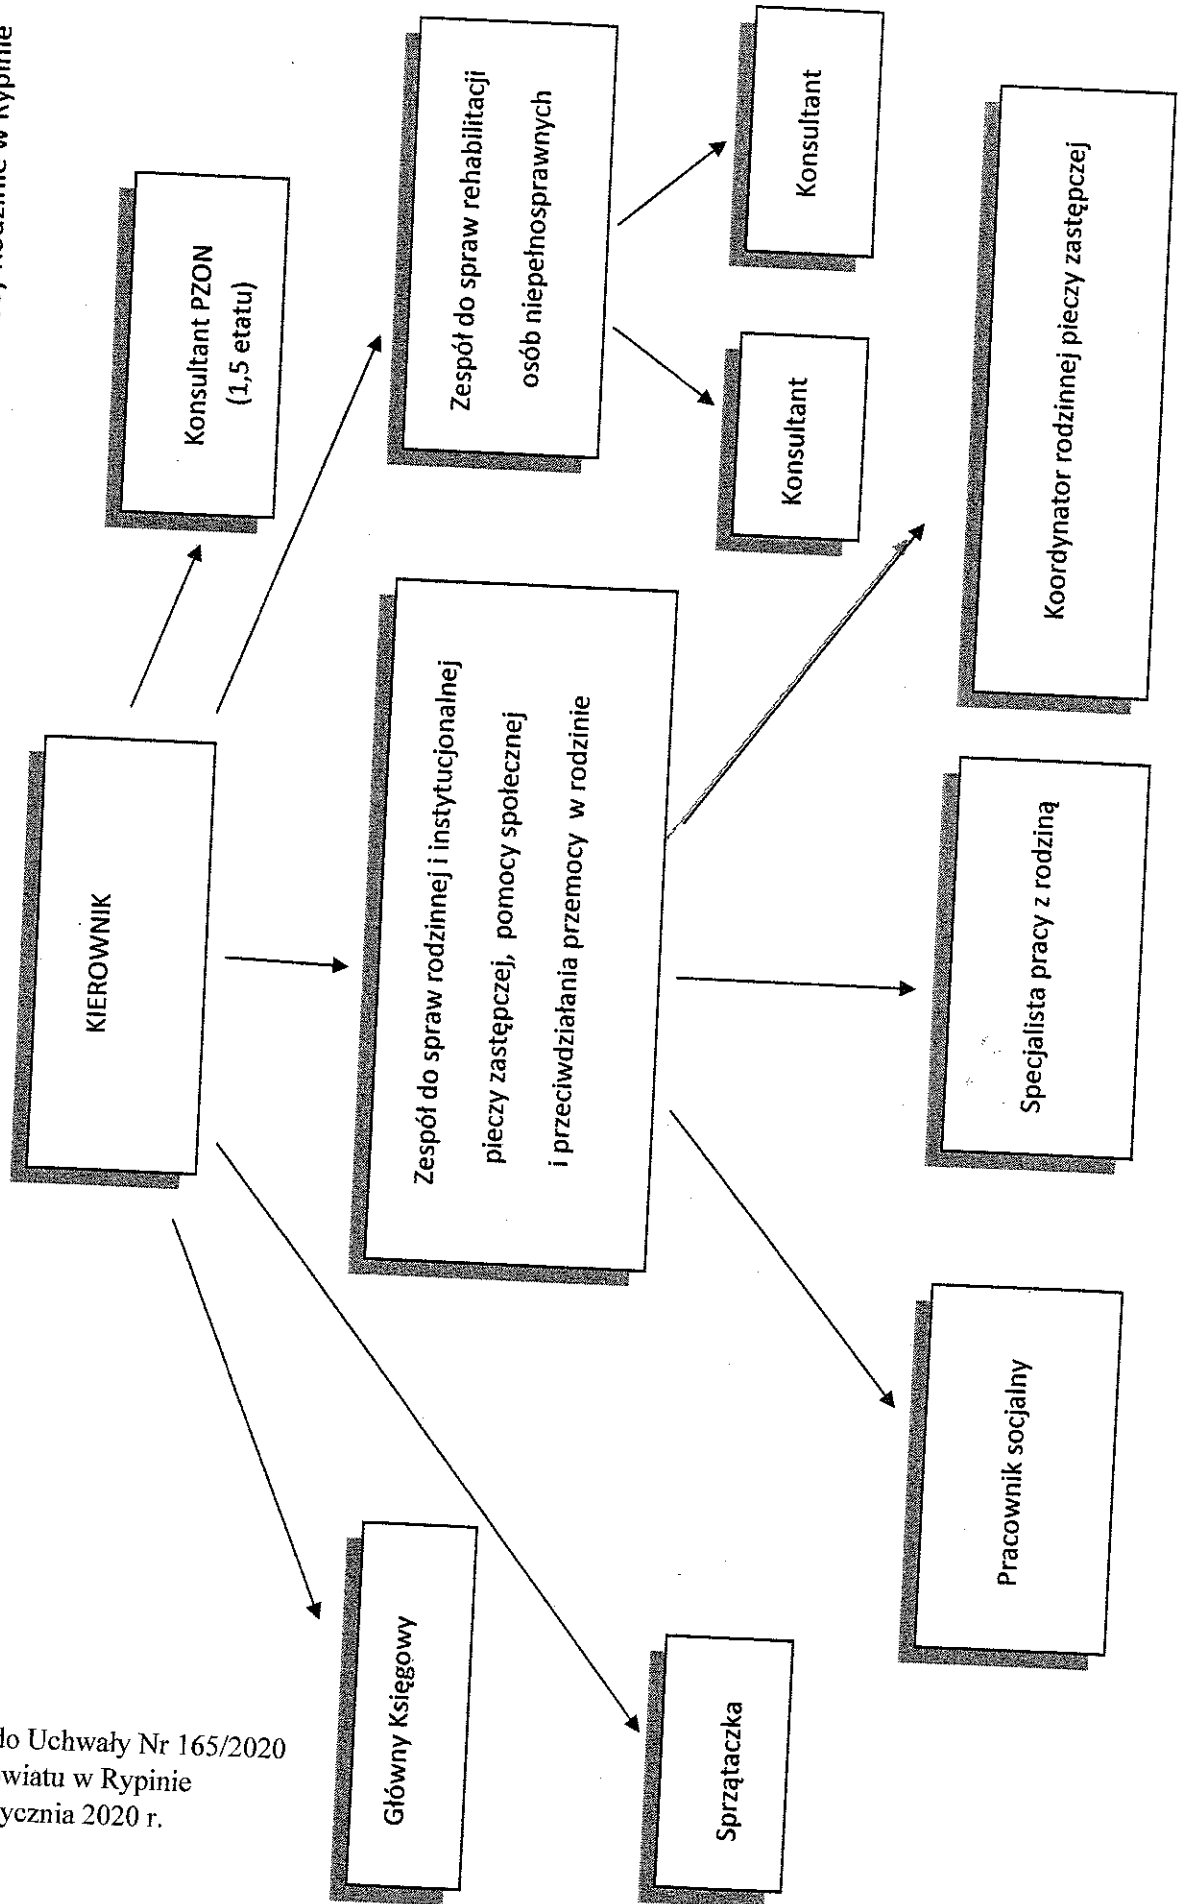 Rodzinie w Rypinie
KIEROWNIK
Główny Księgowy
Sprzątaczka
Zespół do spraw rodzinnej i instytucjonalnej
pieczy zastępczej, pomocy społecznej
i przeciwdziałania przemocy w rodzinie
Konsultant PZON
(1,5 etatu)
Zespół do spraw rehabilitacji
osób niepełnosprawnych
Konsultant
Konsultant
Pracownik socjalny
Specjalista pracy z rodziną
Koordynator rodzinnej pieczy zastępczej
do Uchwały Nr 165/2020
wiatu w Rypinie
ycznia 2020 r.